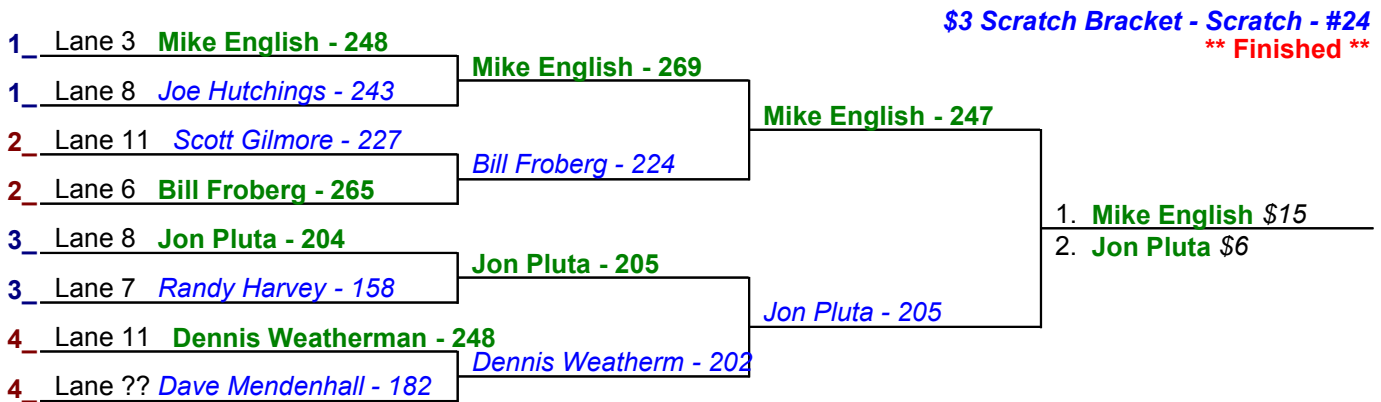 $3 Scratch Bracket - Scratch - #24
** Finished **
1_ Lane 3 Mike English - 248
Mike English - 269
1_ Lane 8 Joe Hutchings - 243
Mike English - 247
2_ Lane 11 Scott Gilmore - 227
Bill Froberg - 224
2_ Lane 6 Bill Froberg - 265
1. Mike English $15
3_ Lane 8 Jon Pluta - 204
2. Jon Pluta $6
Jon Pluta - 205
3_ Lane 7 Randy Harvey - 158
Jon Pluta - 205
4_ Lane 11 Dennis Weatherman - 248
Dennis Weatherm - 202
4_ Lane ?? Dave Mendenhall - 182